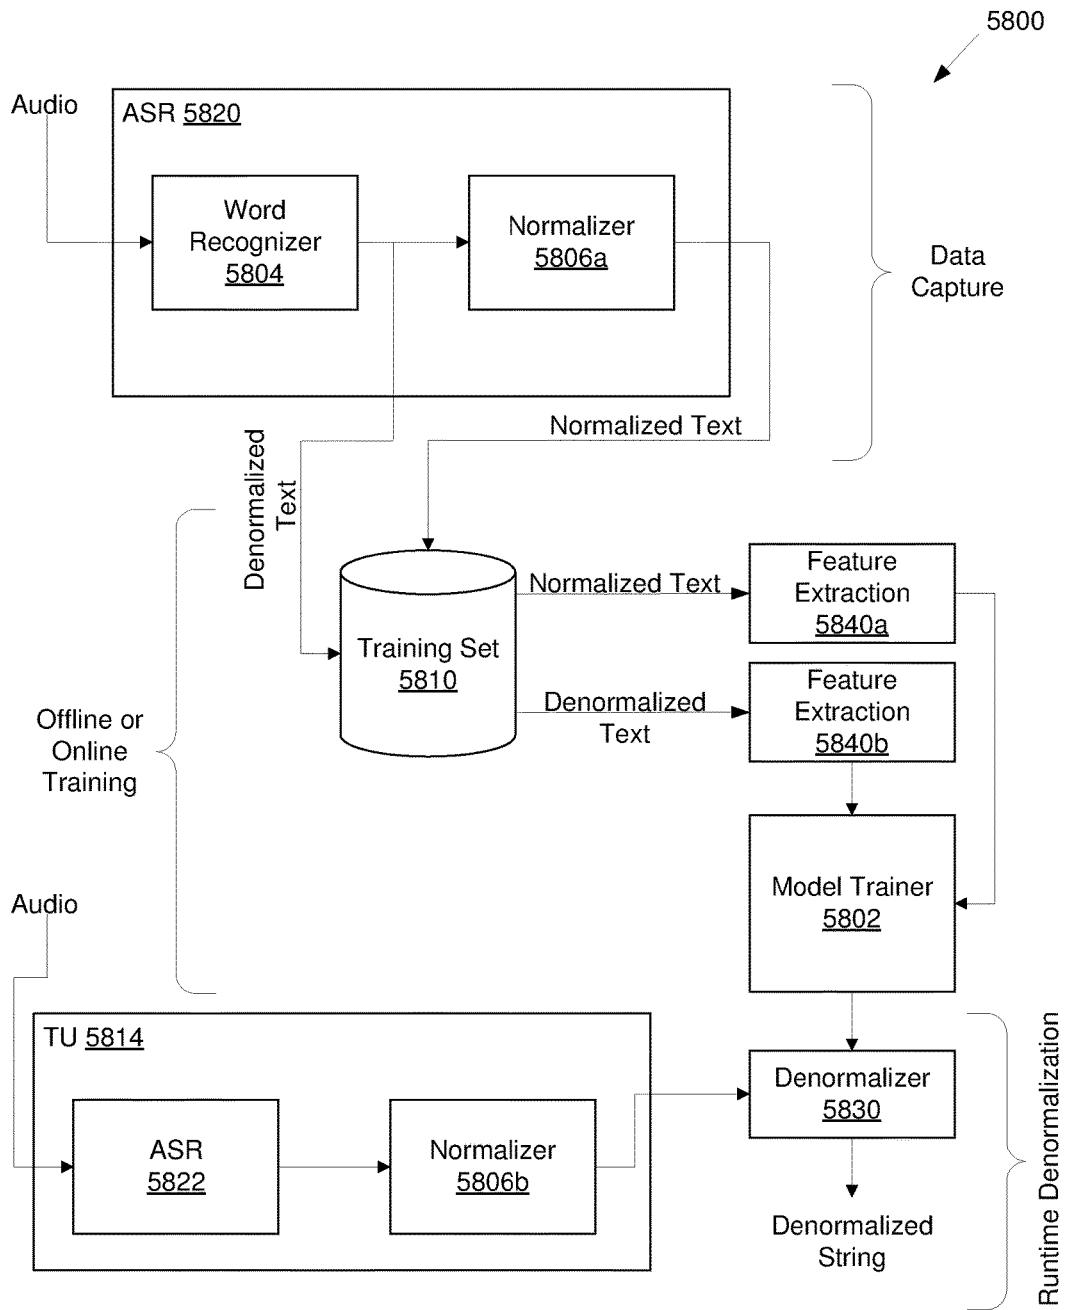 5800
Audio
ASR 5820
Word
Recognizer
5804
Normalizer
5806a
Data
Capture
Normalized Text
Denormalized
Text
Normalized Text
Feature
Extraction
5840a
Training Set
5810
Denormalized
Text
Feature
Extraction
5840b
Offline or
Online
Training
Model Trainer
5802
Audio
TU 5814
ASR
5822
Normalizer
5806b
Denormalizer
5830
Denormalized
String
Runtime Denormalization